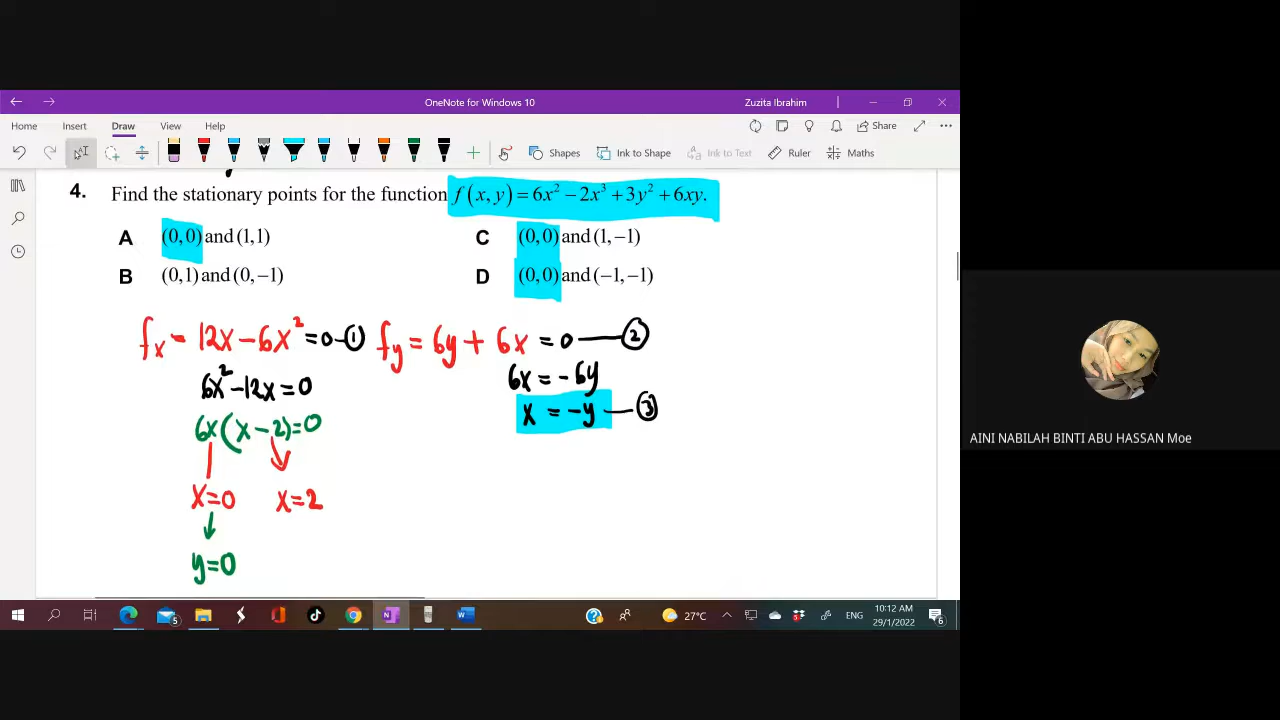 OneNote for Windows 10
Zuzita Ibrahim
Home Insert Draw View Help
Share
Shapes Ink to Shape Ink to Text Ruler Maths
4. Find the stationary points for the function f(x, y) = 6x² − 2x³ + 3y² + 6xy.
A (0,0) and (1,1)
C (0,0) and (1,−1)
B (0,1) and (0,−1)
D (0,0) and (−1,−1)
fx = 12x − 6x² = 0 — ①
fy = 6y + 6x = 0 — ②
6x² − 12x = 0
6x = −6y
6x(x − 2) = 0
x = −y — ③
x = 0 x = 2
y = 0
AINI NABILAH BINTI ABU HASSAN Moe
5
27°C
5
ENG
10:12 AM
29/1/2022
6